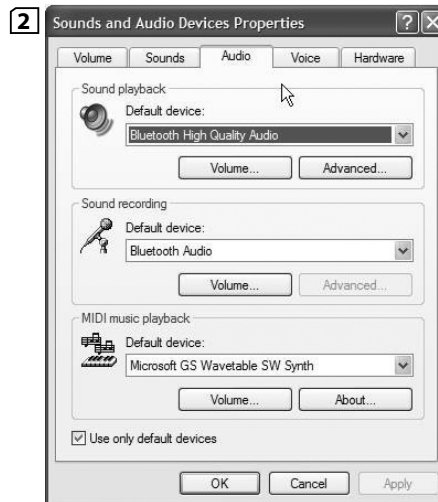 2
Sounds and Audio Devices Properties
Volume Sounds Audio Voice Hardware
Sound playback
Default device:
Bluetooth High Quality Audio
Volume... Advanced...
Sound recording
Default device:
Bluetooth Audio
Volume... Advanced...
MIDI music playback
Default device:
Microsoft GS Wavetable SW Synth
Volume... About...
Use only default devices
OK Cancel Apply